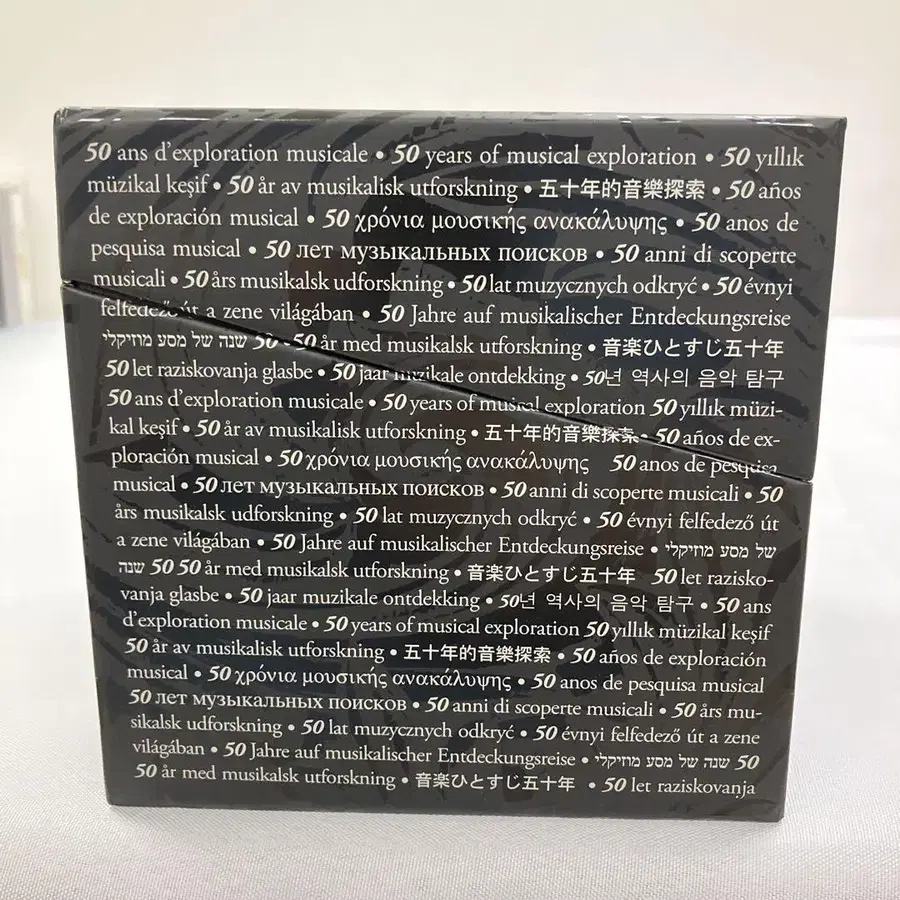 50 ans d'exploration musicale • 50 years of musical exploration • 50 yıllık
müzikal keşif • 50 år av musikalisk utforskning • 五十年的音樂探索 • 50 años
de exploración musical • 50 χρόνια μουσικής ανακάλυψης • 50 anos de
pesquisa musical • 50 лет музыкальных поисков • 50 anni di scoperte
musicali • 50 års musikalsk udforskning • 50 lat muzycznych odkryć • 50 évnyi
felfedező út a zene világában • 50 Jahre auf musikalischer Entdeckungsreise
50 שנה של מסע מוזיקלי • 50 år med musikalsk utforskning • 音楽ひとすじ五十年
50 let raziskovanja glasbe • 50 jaar muzikale ontdekking • 50년 역사의 음악 탐구
50 ans d'exploration musicale • 50 years of musical exploration 50 yıllık müzi-
kal keşif • 50 år av musikalisk utforskning • 五十年的音樂探索 • 50 años de ex-
ploración musical • 50 χρόνια μουσικής ανακάλυψης 50 anos de pesquisa
musical • 50 лет музыкальных поисков • 50 anni di scoperte musicali • 50
års musikalsk udforskning • 50 lat muzycznych odkryć • 50 évnyi felfedező út
a zene világában • 50 Jahre auf musikalischer Entdeckungsreise • של מסע מוזיקלי
50 שנה 50 år med musikalsk utforskning • 音楽ひとすじ五十年 50 let razisko-
vanja glasbe • 50 jaar muzikale ontdekking • 50년 역사의 음악 탐구 • 50 ans
d'exploration musicale • 50 years of musical exploration 50 yıllık müzikal keşif
50 år av musikalisk utforskning • 五十年的音樂探索 • 50 años de exploración
musical • 50 χρόνια μουσικής ανακάλυψης • 50 anos de pesquisa musical
50 лет музыкальных поисков • 50 anni di scoperte musicali • 50 års mu-
sikalsk udforskning • 50 lat muzycznych odkryć • 50 évnyi felfedező út a zene
világában • 50 Jahre auf musikalischer Entdeckungsreise • 50 שנה של מסע מוזיקלי
50 år med musikalsk utforskning • 音楽ひとすじ五十年 • 50 let raziskovanja